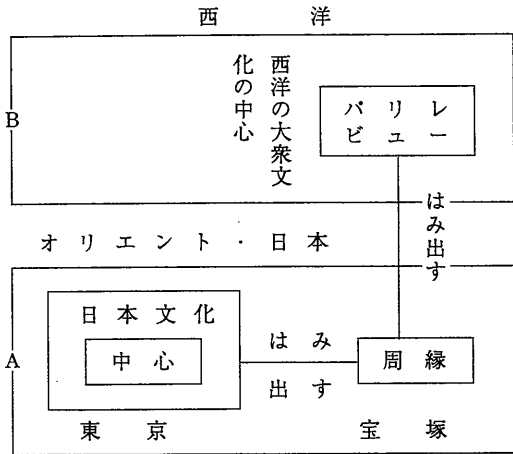 西洋
B
西洋の大衆文
化の中心
パリレ
ビュー
はみ出す
オリエント・日本
A
日本文化
中心
はみ
出す
周縁
東京
宝塚